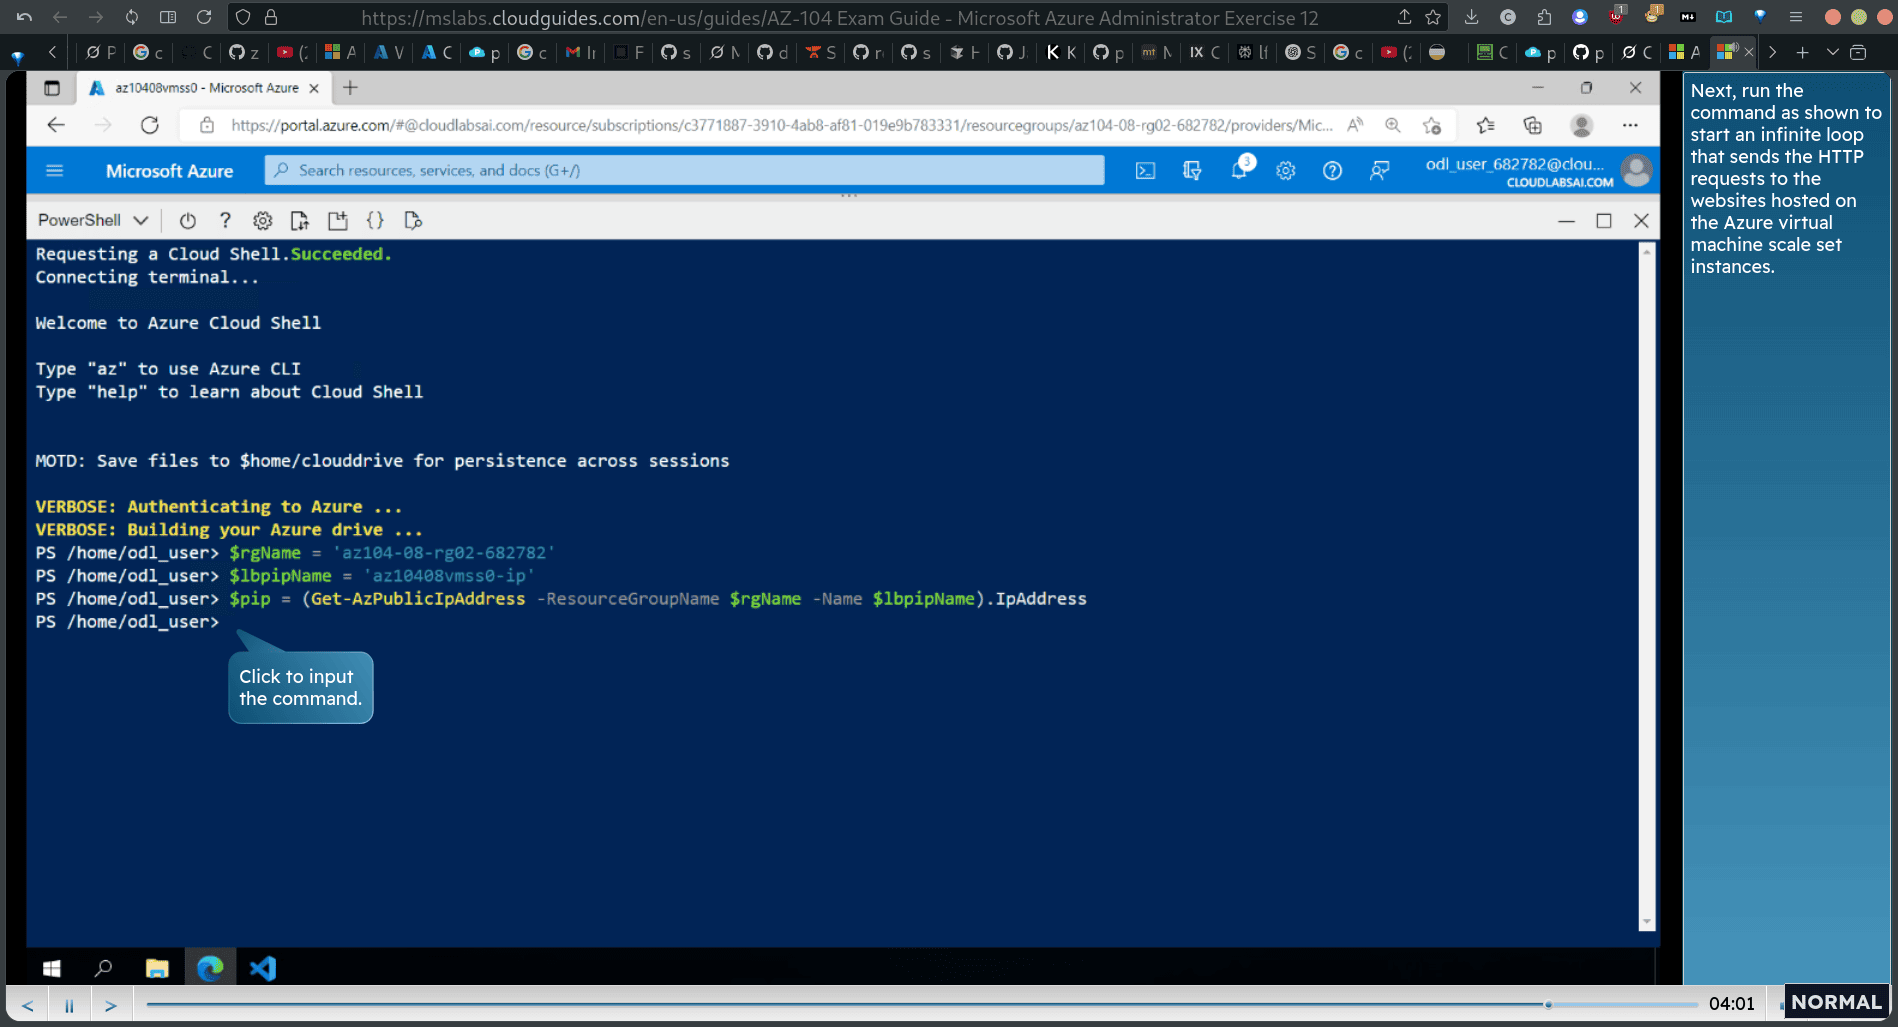 https://mslabs.cloudguides.com/en-us/guides/AZ-104 Exam Guide - Microsoft Azure Administrator Exercise 12
az10408vmss0 - Microsoft Azure
https://portal.azure.com/#@cloudlabsai.com/resource/subscriptions/c3771887-3910-4ab8-af81-019e9b783331/resourcegroups/az104-08-rg02-682782/providers/Mic...
Microsoft Azure
Search resources, services, and docs (G+/)
3
odl_user_682782@clou...
CLOUDLABSAI.COM
PowerShell
Requesting a Cloud Shell.Succeeded.
Connecting terminal...
Welcome to Azure Cloud Shell
Type "az" to use Azure CLI
Type "help" to learn about Cloud Shell
MOTD: Save files to $home/clouddrive for persistence across sessions
VERBOSE: Authenticating to Azure ...
VERBOSE: Building your Azure drive ...
PS /home/odl_user> $rgName = 'az104-08-rg02-682782'
PS /home/odl_user> $lbpipName = 'az10408vmss0-ip'
PS /home/odl_user> $pip = (Get-AzPublicIpAddress -ResourceGroupName $rgName -Name $lbpipName).IpAddress
PS /home/odl_user>
Click to input
the command.
Next, run the
command as shown to
start an infinite loop
that sends the HTTP
requests to the
websites hosted on
the Azure virtual
machine scale set
instances.
04:01
NORMAL